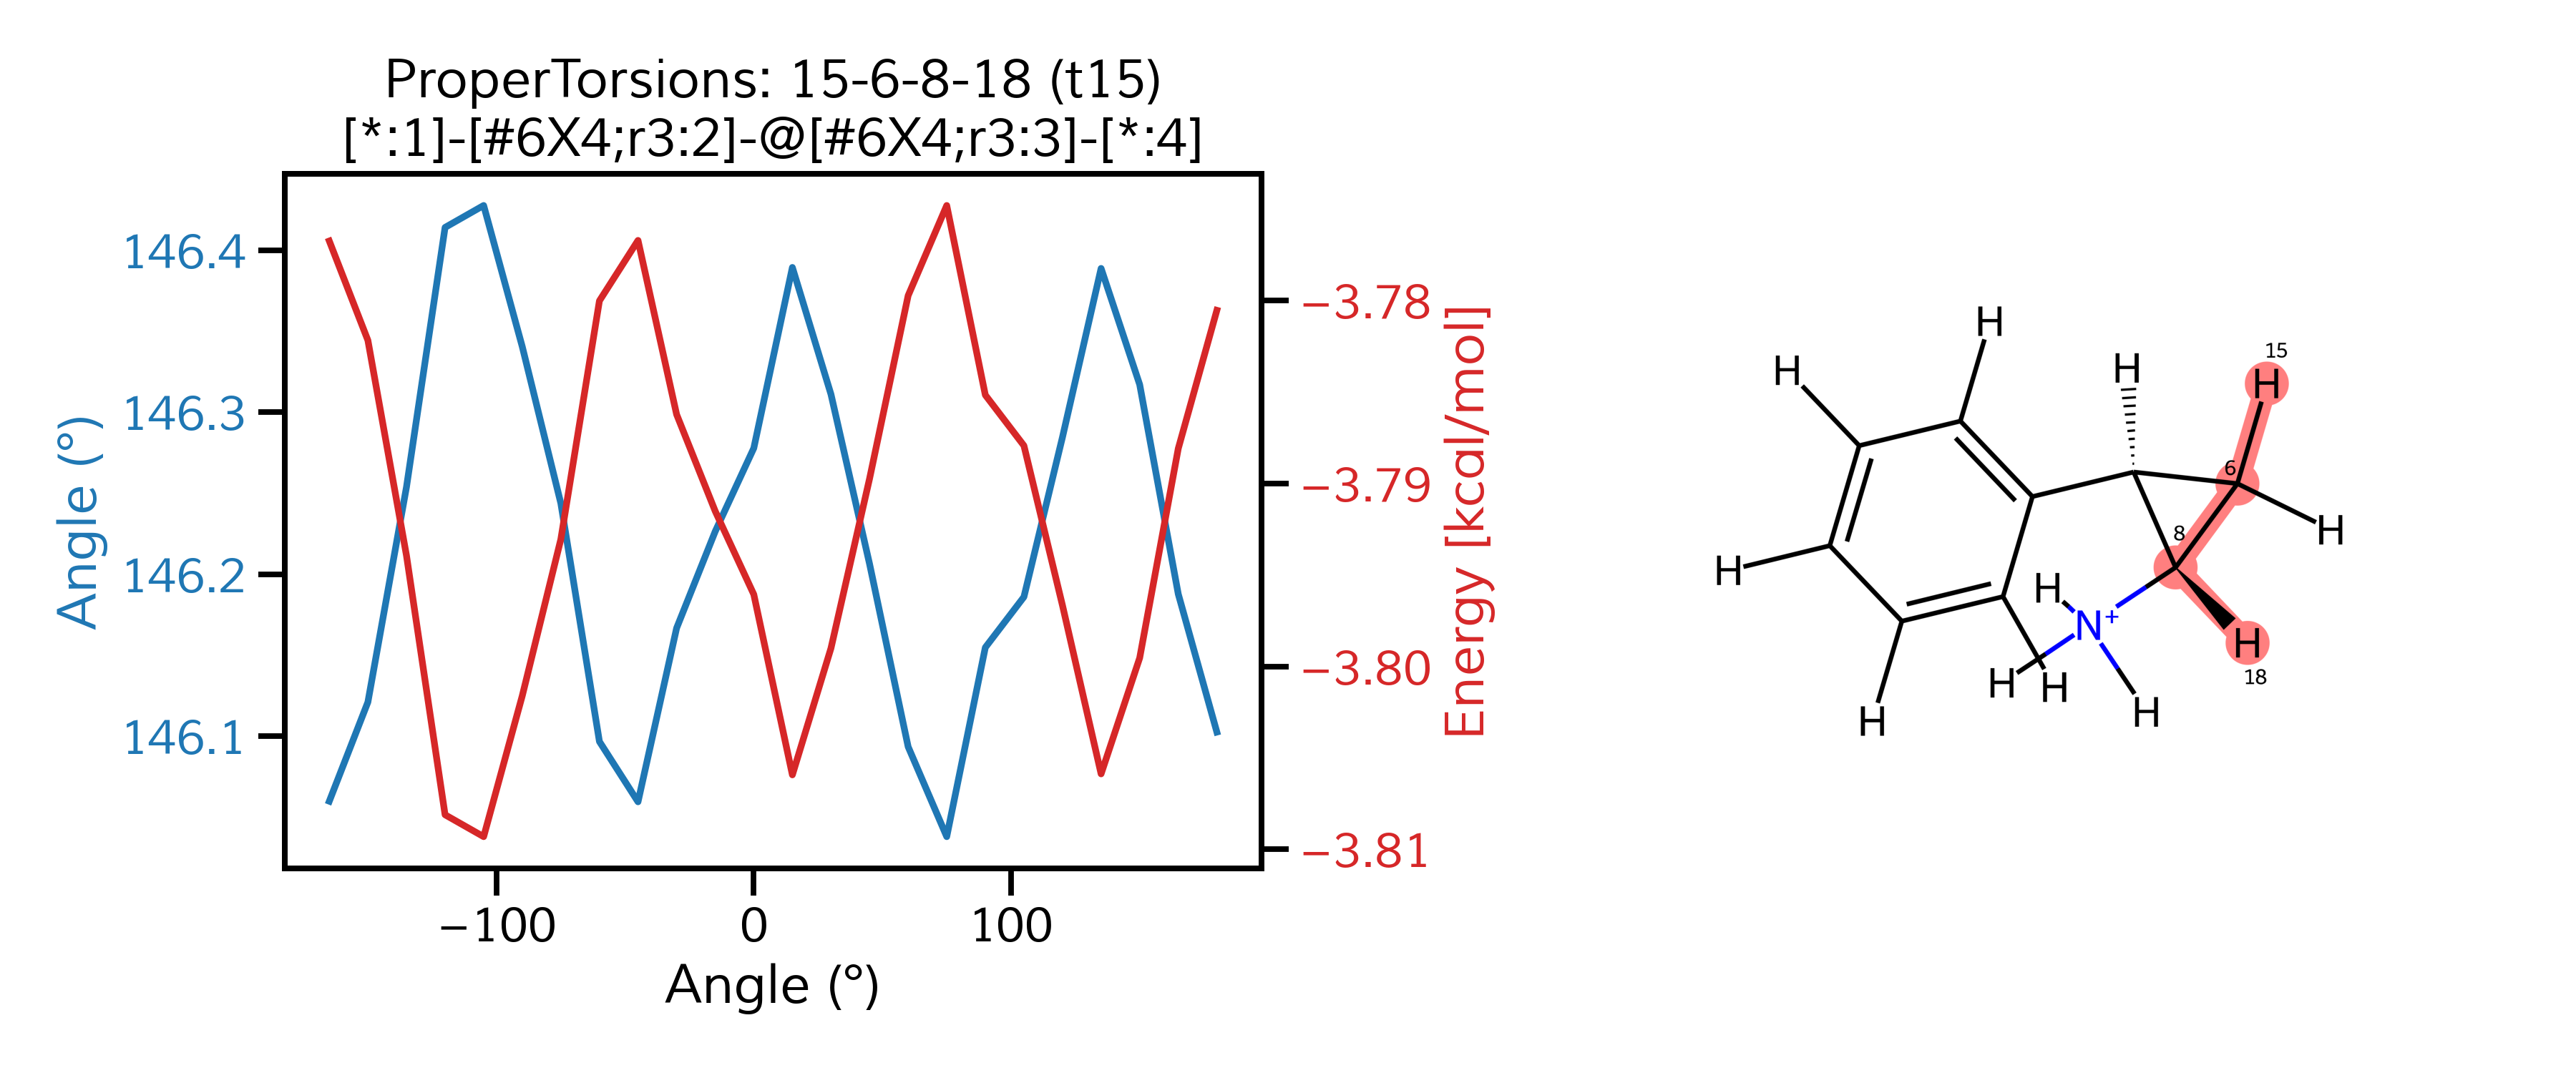 ProperTorsions: 15-6-8-18 (t15)
[*:1]-[#6X4;r3:2]-@[#6X4;r3:3]-[*:4]
146.4
146.3
146.2
146.1
Angle (°)
−100
0
100
Angle (°)
−3.78
−3.79
−3.80
−3.81
Energy [kcal/mol]
H
H
H
15
H
6
H
H
8
H
N+
H
H
H
18
H
H
H